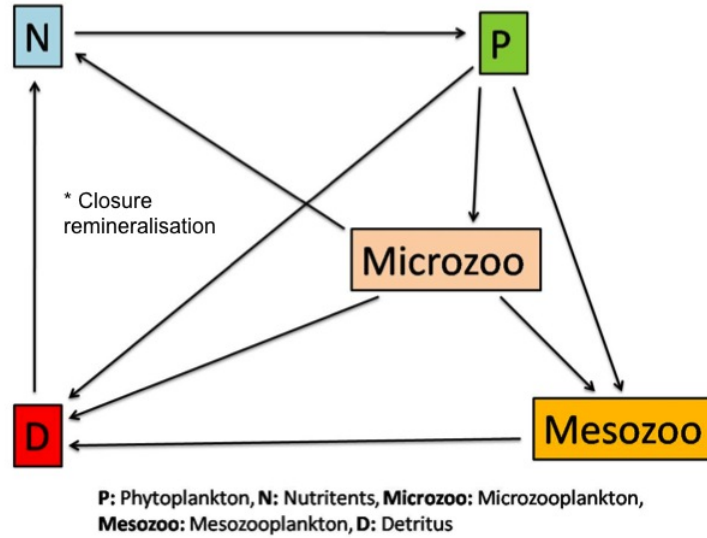 N
P
* Closure
remineralisation
Microzoo
D
Mesozoo
P: Phytoplankton, N: Nutritents, Microzoo: Microzooplankton,
Mesozoo: Mesozooplankton, D: Detritus